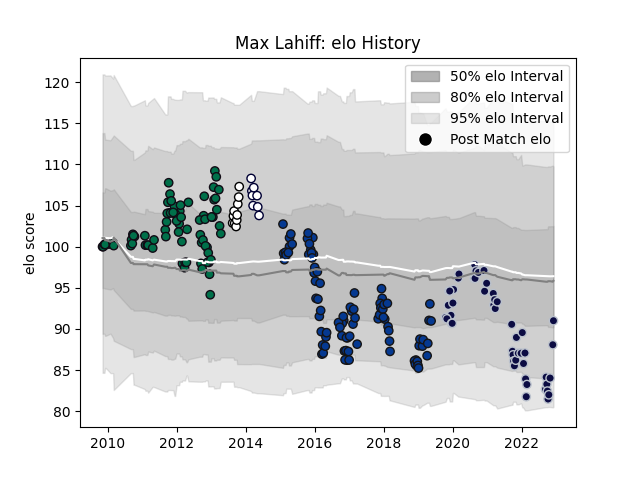 Max Lahiff: elo History
elo score
120
115
110
105
100
95
90
85
80
50% elo Interval
80% elo Interval
95% elo Interval
Post Match elo
2010 2012 2014 2016 2018 2020 2022